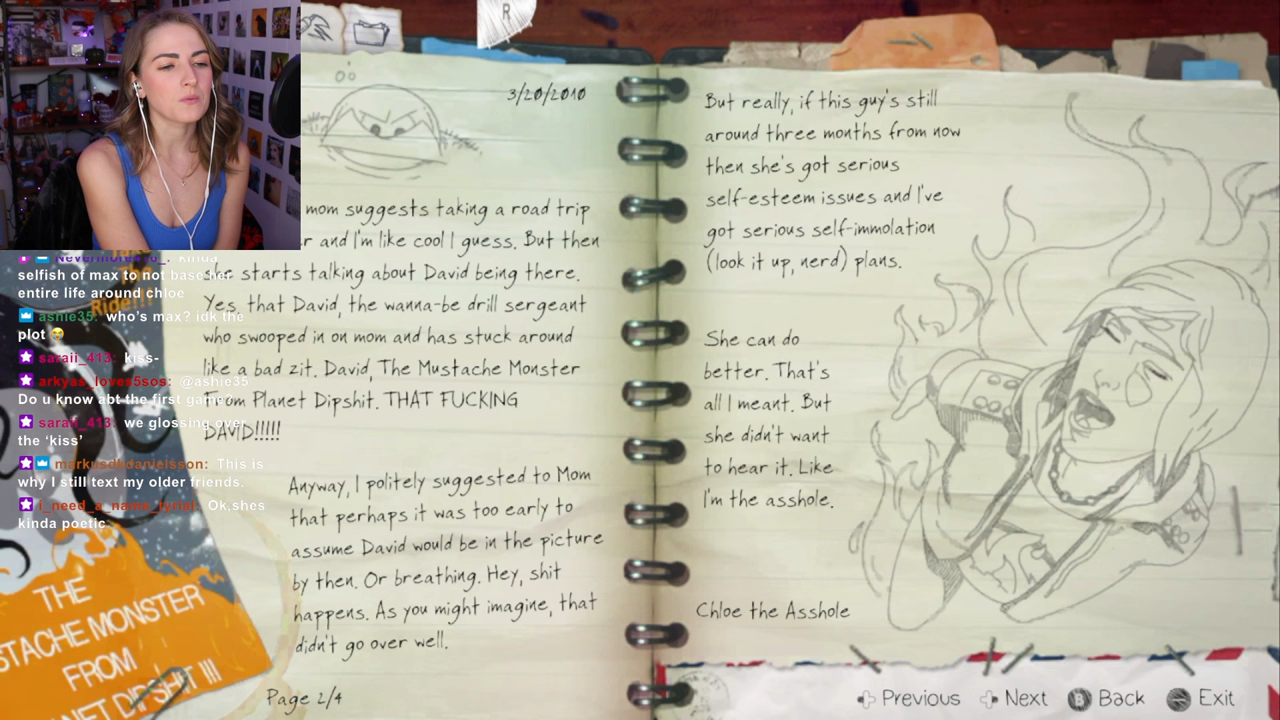 R
3/20/2010
mom suggests taking a road trip
and I'm like cool I guess. But then
starts talking about David being there.
Yes, that David, the wanna-be drill sergeant
who swooped in on mom and has stuck around
like a bad zit. David, The Mustache Monster
From Planet Dipshit. THAT FUCKING
DAVID!!!!!
Anyway, I politely suggested to Mom
that perhaps it was too early to
assume David would be in the picture
by then. Or breathing. Hey, shit
happens. As you might imagine, that
didn't go over well.
Page 2/4
But really, if this guy's still
around three months from now
then she's got serious
self-esteem issues and I've
got serious self-immolation
(look it up, nerd) plans.
She can do
better. That's
all I meant. But
she didn't want
to hear it. Like
I'm the asshole.
Chloe the Asshole
selfish of max to not base her
entire life around chloe
ashie35: who's max? idk the
plot 😭
saraii_413: kiss-
arkyas_loves5sos: @ashie35
Do u know abt the first game?
saraii_413: we glossing over
the 'kiss'
This is
why I still text my older friends.
i_need_a_name_tyria: Ok,shes
kinda poetic
Ride!!!
THE
STACHE MONSTER
FROM
NET DIPSHIT !!!
Previous
Next
B Back
Exit